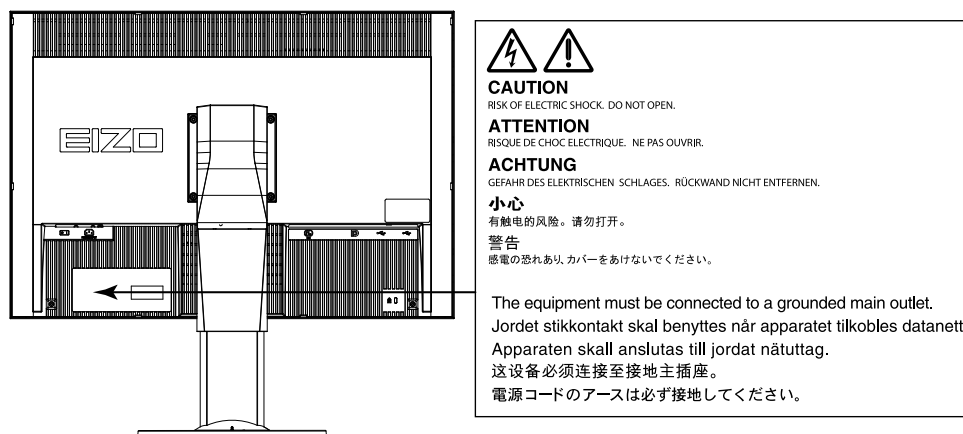 EIZO
CAUTION
RISK OF ELECTRIC SHOCK. DO NOT OPEN.
ATTENTION
RISQUE DE CHOC ELECTRIQUE. NE PAS OUVRIR.
ACHTUNG
GEFAHR DES ELEKTRISCHEN SCHLAGES. RÜCKWAND NICHT ENTFERNEN.
小心
有触电的风险。请勿打开。
警告
感電の恐れあり、カバーをあけないでください。
The equipment must be connected to a grounded main outlet.
Jordet stikkontakt skal benyttes når apparatet tilkobles datanett
Apparaten skall anslutas till jordat nätuttag.
这设备必须连接至接地主插座。
電源コードのアースは必ず接地してください。